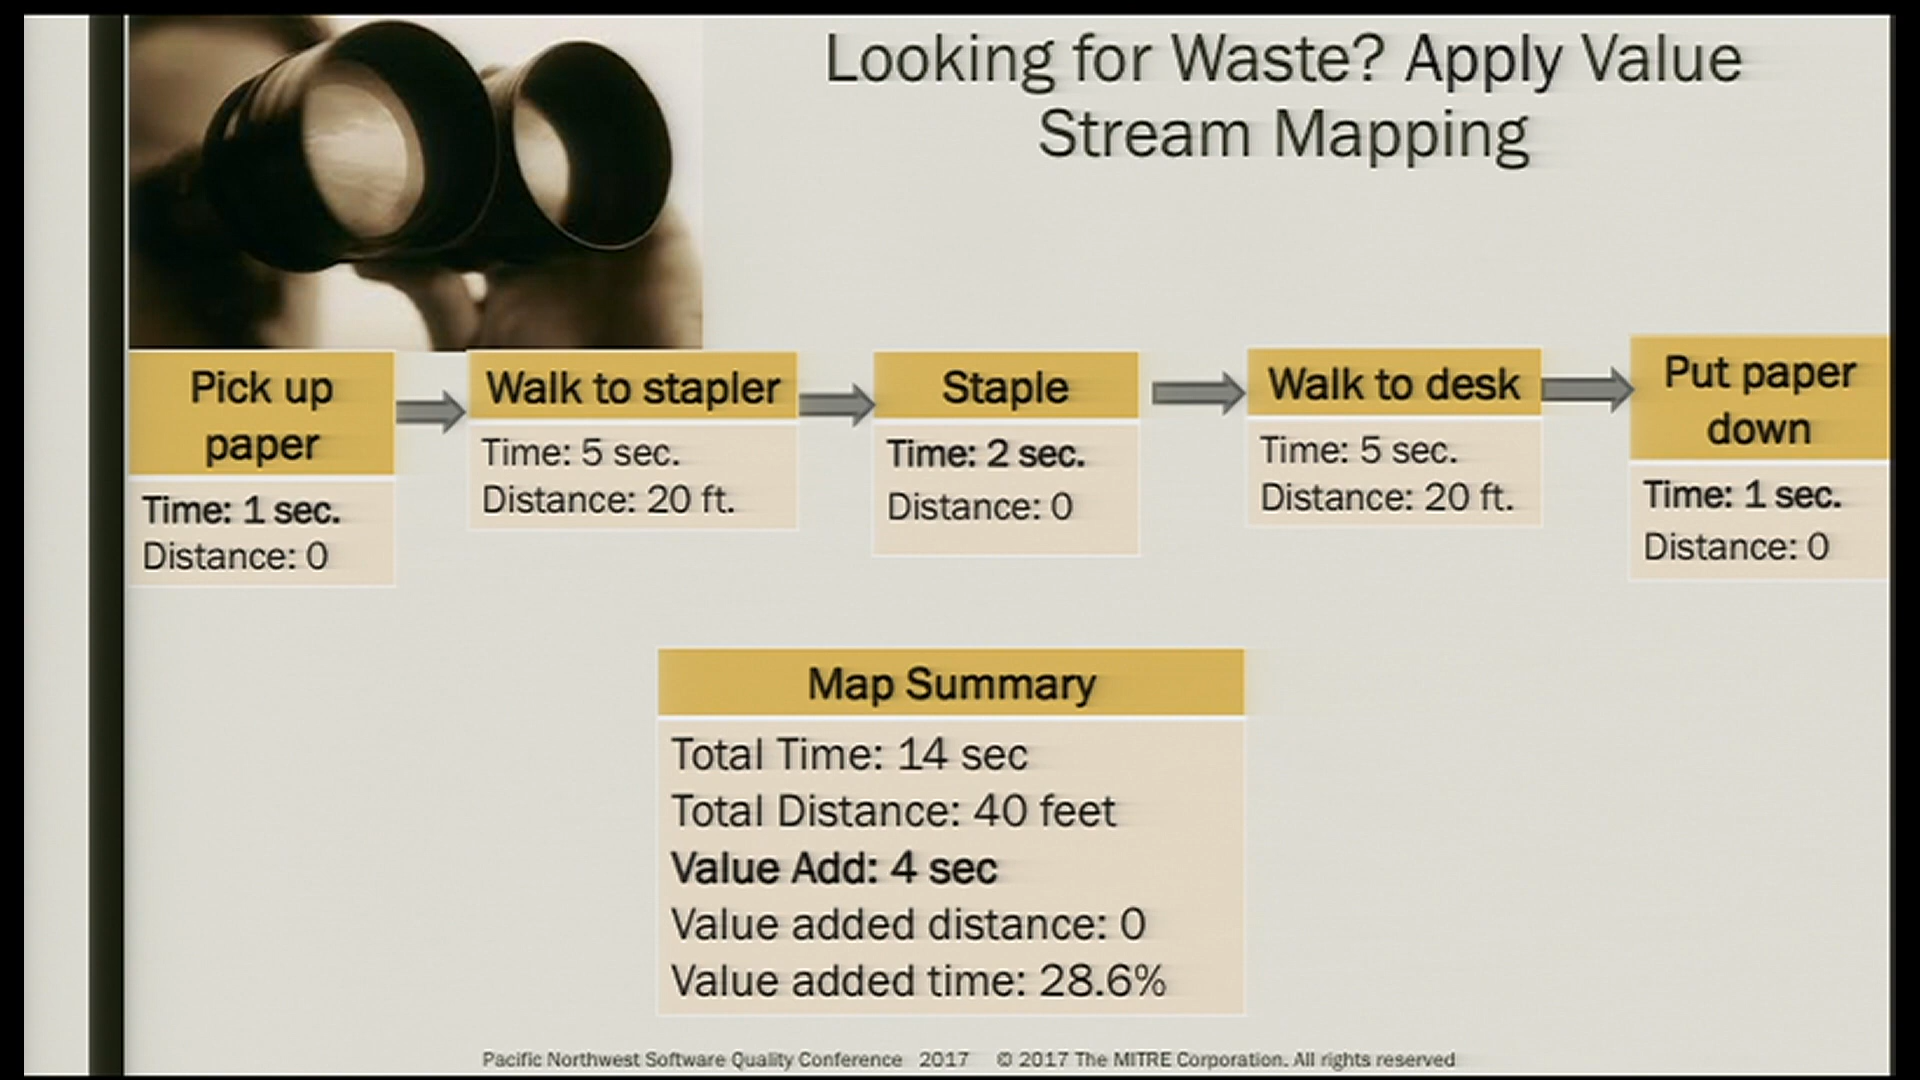 Looking for Waste? Apply Value
Stream Mapping
Pick up
paper
Time: 1 sec.
Distance: 0
Walk to stapler
Time: 5 sec.
Distance: 20 ft.
Staple
Time: 2 sec.
Distance: 0
Walk to desk
Time: 5 sec.
Distance: 20 ft.
Put paper
down
Time: 1 sec.
Distance: 0
Map Summary
Total Time: 14 sec
Total Distance: 40 feet
Value Add: 4 sec
Value added distance: 0
Value added time: 28.6%
Pacific Northwest Software Quality Conference 2017 © 2017 The MITRE Corporation. All rights reserved